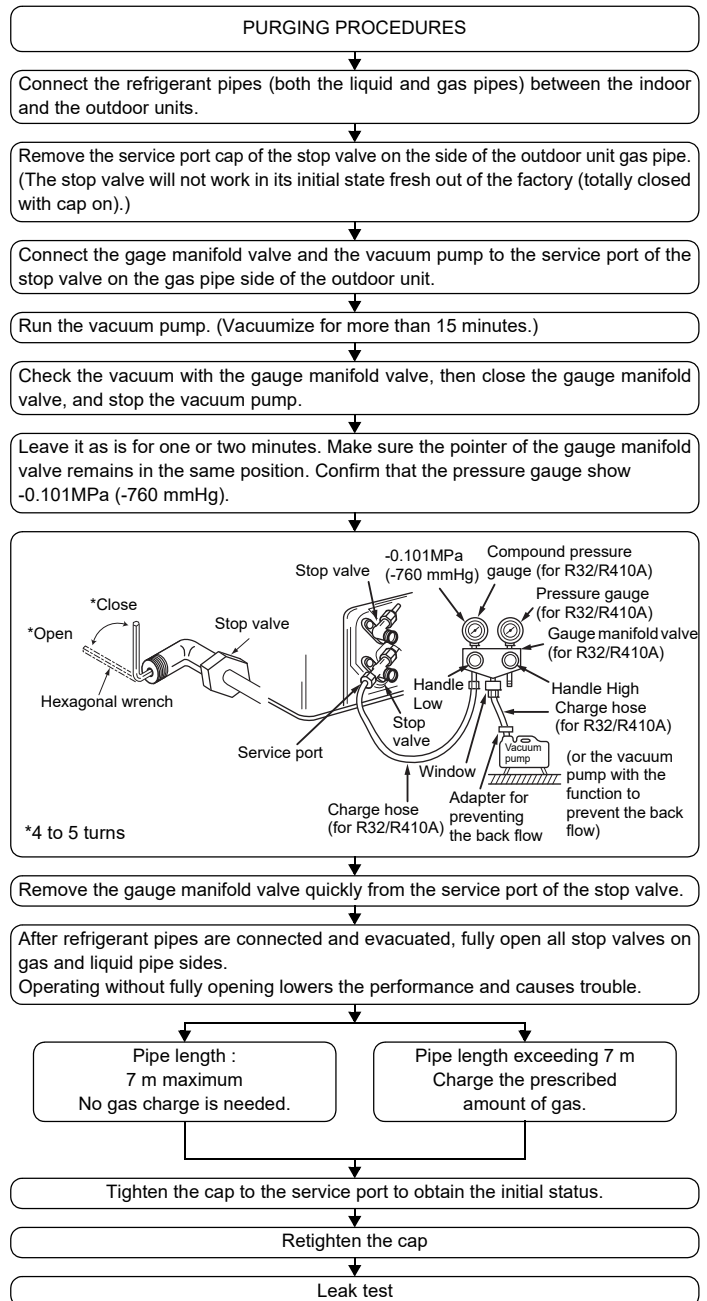 PURGING PROCEDURES
Connect the refrigerant pipes (both the liquid and gas pipes) between the indoor
and the outdoor units.
Remove the service port cap of the stop valve on the side of the outdoor unit gas pipe.
(The stop valve will not work in its initial state fresh out of the factory (totally closed
with cap on).)
Connect the gage manifold valve and the vacuum pump to the service port of the
stop valve on the gas pipe side of the outdoor unit.
Run the vacuum pump. (Vacuumize for more than 15 minutes.)
Check the vacuum with the gauge manifold valve, then close the gauge manifold
valve, and stop the vacuum pump.
Leave it as is for one or two minutes. Make sure the pointer of the gauge manifold
valve remains in the same position. Confirm that the pressure gauge show
-0.101MPa (-760 mmHg).
*Close
*Open
Hexagonal wrench
Stop valve
Stop valve
-0.101MPa
(-760 mmHg)
Compound pressure
gauge (for R32/R410A)
Pressure gauge
(for R32/R410A)
Gauge manifold valve
(for R32/R410A)
Handle
Low
Handle High
Charge hose
(for R32/R410A)
Stop
valve
Service port
Window
Vacuum
pump
(or the vacuum
pump with the
function to
prevent the back
flow)
Charge hose
(for R32/R410A)
Adapter for
preventing
the back flow
*4 to 5 turns
Remove the gauge manifold valve quickly from the service port of the stop valve.
After refrigerant pipes are connected and evacuated, fully open all stop valves on
gas and liquid pipe sides.
Operating without fully opening lowers the performance and causes trouble.
Pipe length :
7 m maximum
No gas charge is needed.
Pipe length exceeding 7 m
Charge the prescribed
amount of gas.
Tighten the cap to the service port to obtain the initial status.
Retighten the cap
Leak test